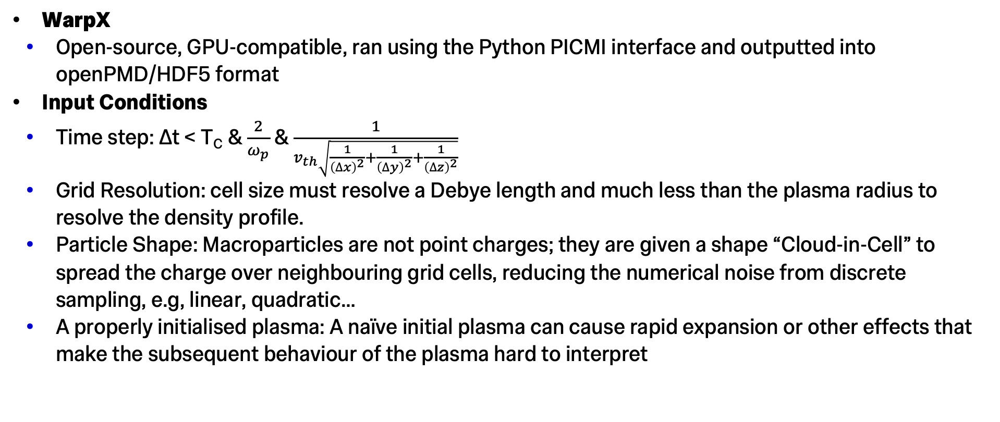 • WarpX
• Open-source, GPU-compatible, ran using the Python PICMI interface and outputted into
openPMD/HDF5 format
• Input Conditions
• Time step: Δt < T_C & \frac{2}{ω_p} & \frac{1}{v_{th}\sqrt{\frac{1}{(Δx)^2}+\frac{1}{(Δy)^2}+\frac{1}{(Δz)^2}}}
• Grid Resolution: cell size must resolve a Debye length and much less than the plasma radius to
resolve the density profile.
• Particle Shape: Macroparticles are not point charges; they are given a shape “Cloud-in-Cell” to
spread the charge over neighbouring grid cells, reducing the numerical noise from discrete
sampling, e.g, linear, quadratic...
• A properly initialised plasma: A naïve initial plasma can cause rapid expansion or other effects that
make the subsequent behaviour of the plasma hard to interpret